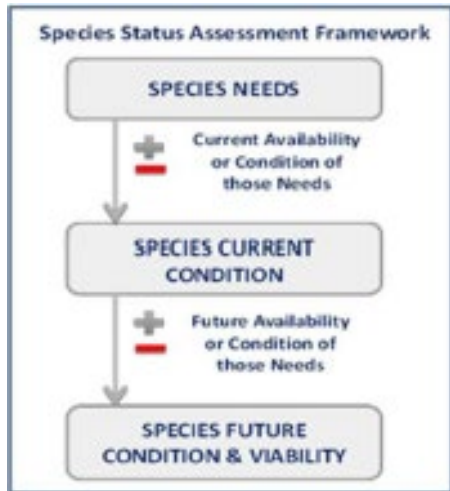 Species Status Assessment Framework
SPECIES NEEDS
Current Availability
or Condition of
those Needs
SPECIES CURRENT
CONDITION
Future Availability
or Condition of
those Needs
SPECIES FUTURE
CONDITION & VIABILITY